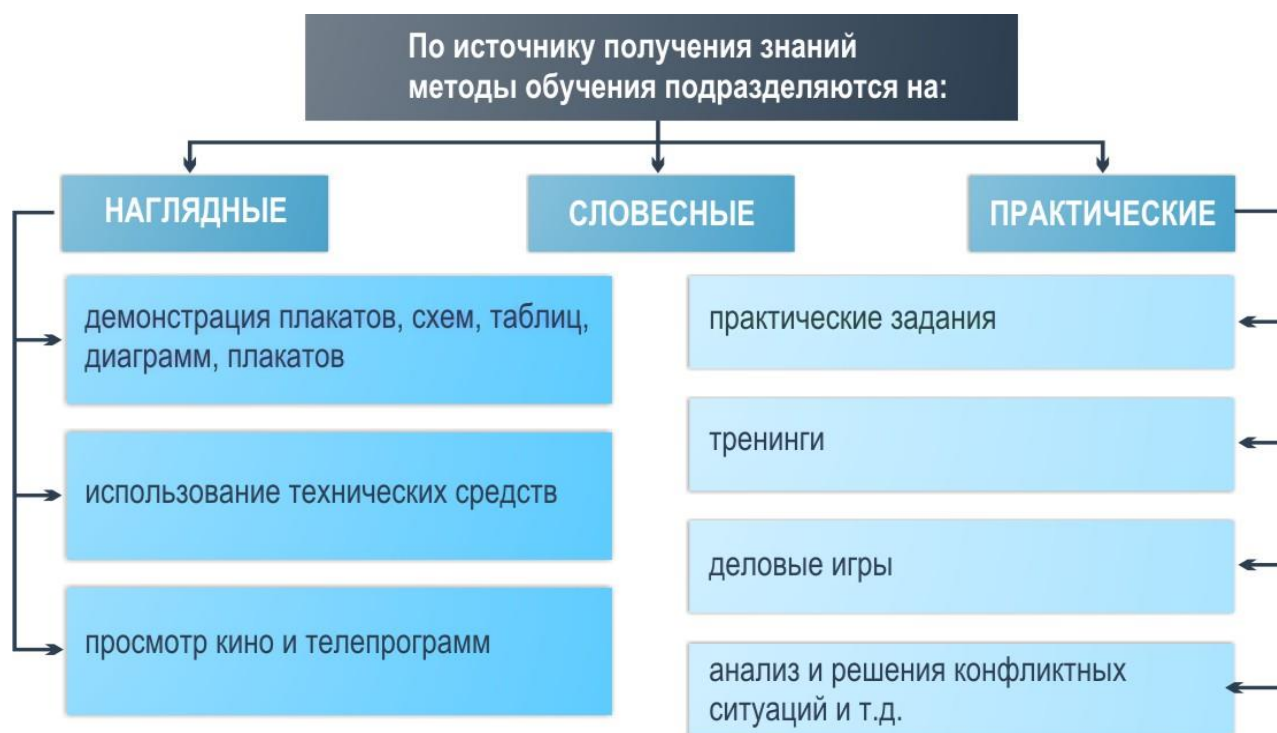 По источнику получения знаний
методы обучения подразделяются на:
НАГЛЯДНЫЕ
СЛОВЕСНЫЕ
ПРАКТИЧЕСКИЕ
демонстрация плакатов, схем, таблиц,
диаграмм, плакатов
использование технических средств
просмотр кино и телепрограмм
практические задания
тренинги
деловые игры
анализ и решения конфликтных
ситуаций и т.д.